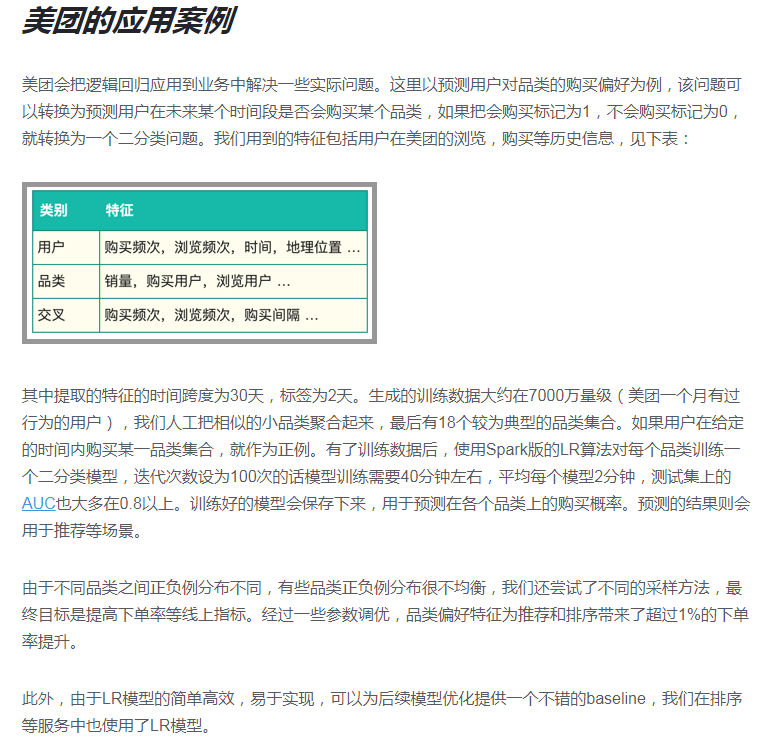 美团的应用案例
美团会把逻辑回归应用到业务中解决一些实际问题。这里以预测用户对品类的购买偏好为例，该问题可
以转换为预测用户在未来某个时间段是否会购买某个品类，如果把会购买标记为1，不会购买标记为0，
就转换为一个二分类问题。我们用到的特征包括用户在美团的浏览，购买等历史信息，见下表：
类别 特征
用户 购买频次，浏览频次，时间，地理位置 ...
品类 销量，购买用户，浏览用户 ...
交叉 购买频次，浏览频次，购买间隔 ...
其中提取的特征的时间跨度为30天，标签为2天。生成的训练数据大约在7000万量级（美团一个月有过
行为的用户），我们人工把相似的小品类聚合起来，最后有18个较为典型的品类集合。如果用户在给定
的时间内购买某一品类集合，就作为正例。有了训练数据后，使用Spark版的LR算法对每个品类训练一
个二分类模型，迭代次数设为100次的话模型训练需要40分钟左右，平均每个模型2分钟，测试集上的
AUC也大多在0.8以上。训练好的模型会保存下来，用于预测在各个品类上的购买概率。预测的结果则会
用于推荐等场景。
由于不同品类之间正负例分布不同，有些品类正负例分布很不均衡，我们还尝试了不同的采样方法，最
终目标是提高下单率等线上指标。经过一些参数调优，品类偏好特征为推荐和排序带来了超过1%的下单
率提升。
此外，由于LR模型的简单高效，易于实现，可以为后续模型优化提供一个不错的baseline，我们在排序
等服务中也使用了LR模型。